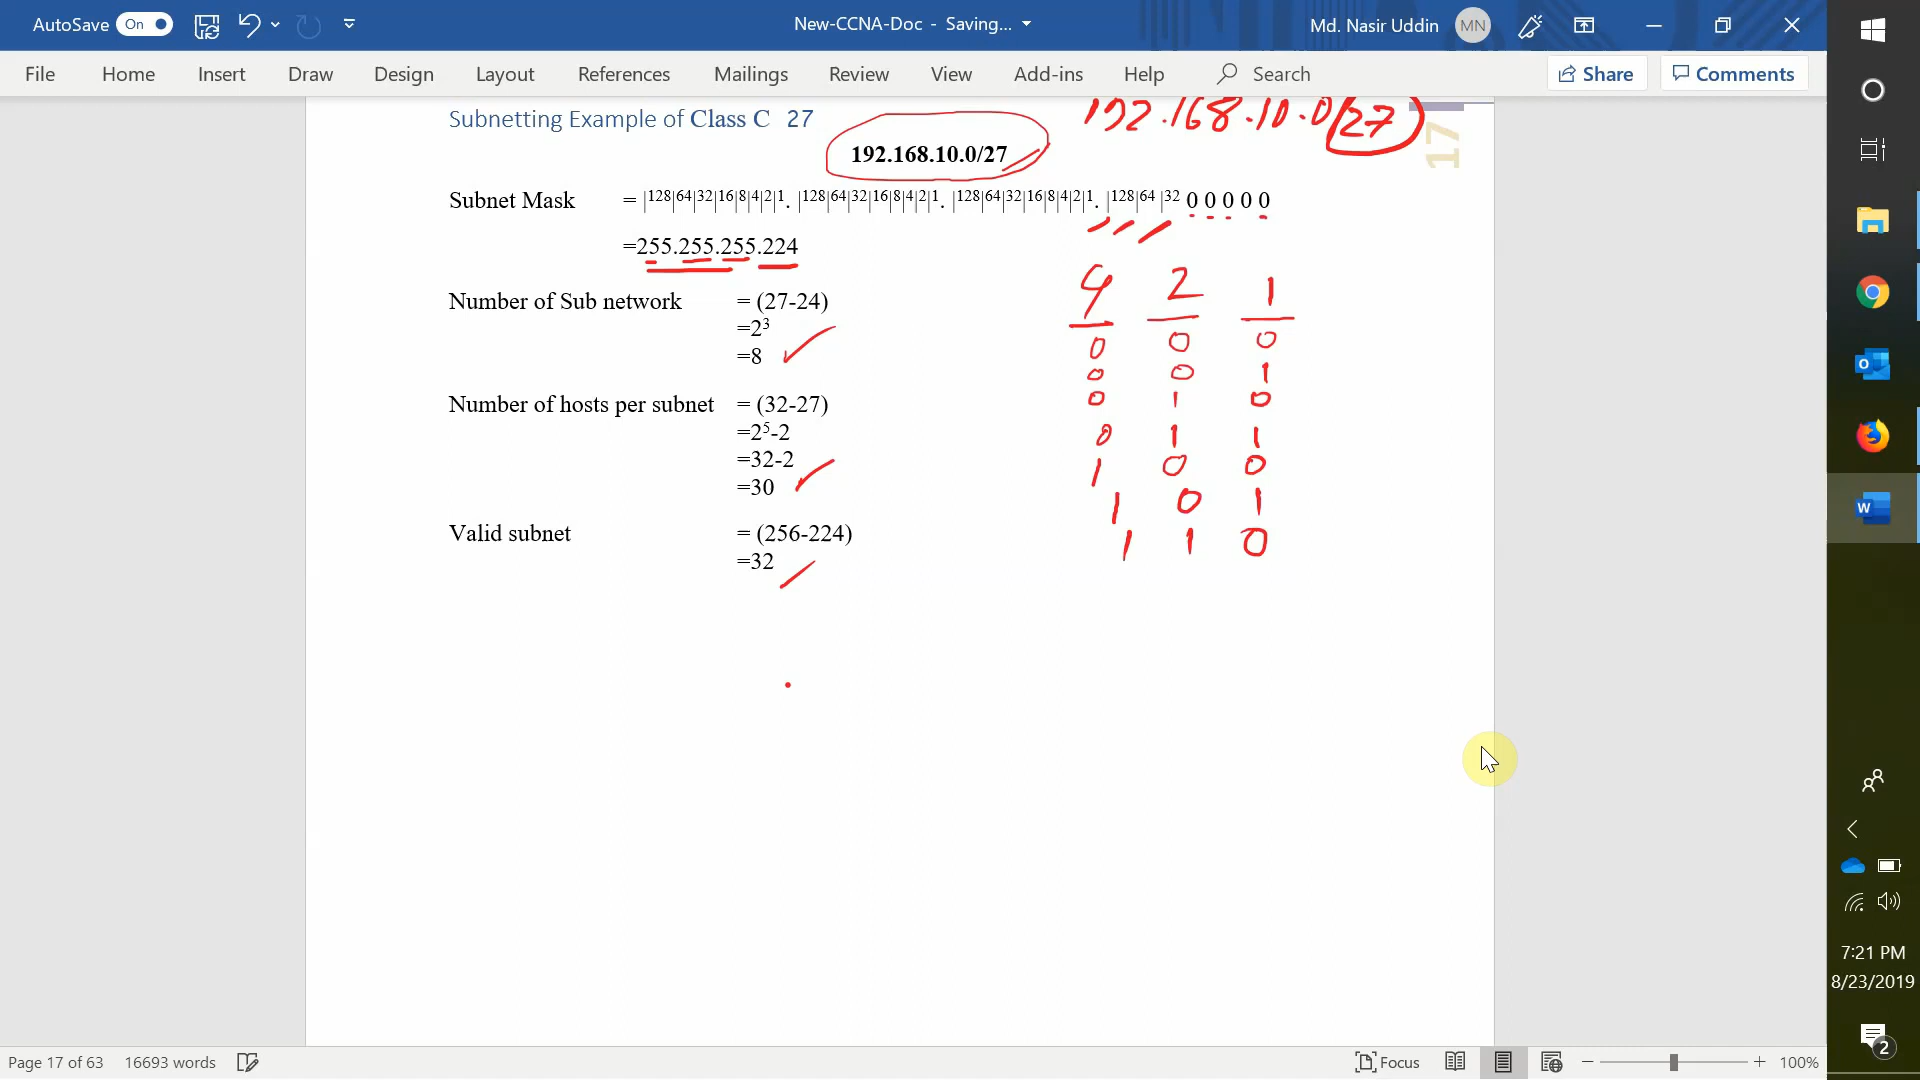 AutoSave On New-CCNA-Doc - Saving... Md. Nasir Uddin MN
File Home Insert Draw Design Layout References Mailings Review View Add-ins Help Search Share Comments
Subnetting Example of Class C 27
192.168.10.0/27
192.168.10.0/27
17
Subnet Mask = |128|64|32|16|8|4|2|1. |128|64|32|16|8|4|2|1. |128|64|32|16|8|4|2|1. |128|64 |32 0 0 0 0 0
=255.255.255.224
Number of Sub network = (27-24)
=2³
=8
Number of hosts per subnet = (32-27)
=2⁵-2
=32-2
=30
Valid subnet = (256-224)
=32
4 2 1
0 0 0
0 0 1
0 1 0
0 1 1
1 0 0
1 0 1
1 1 0
W
7:21 PM
8/23/2019
2
Page 17 of 63 16693 words Focus 100%